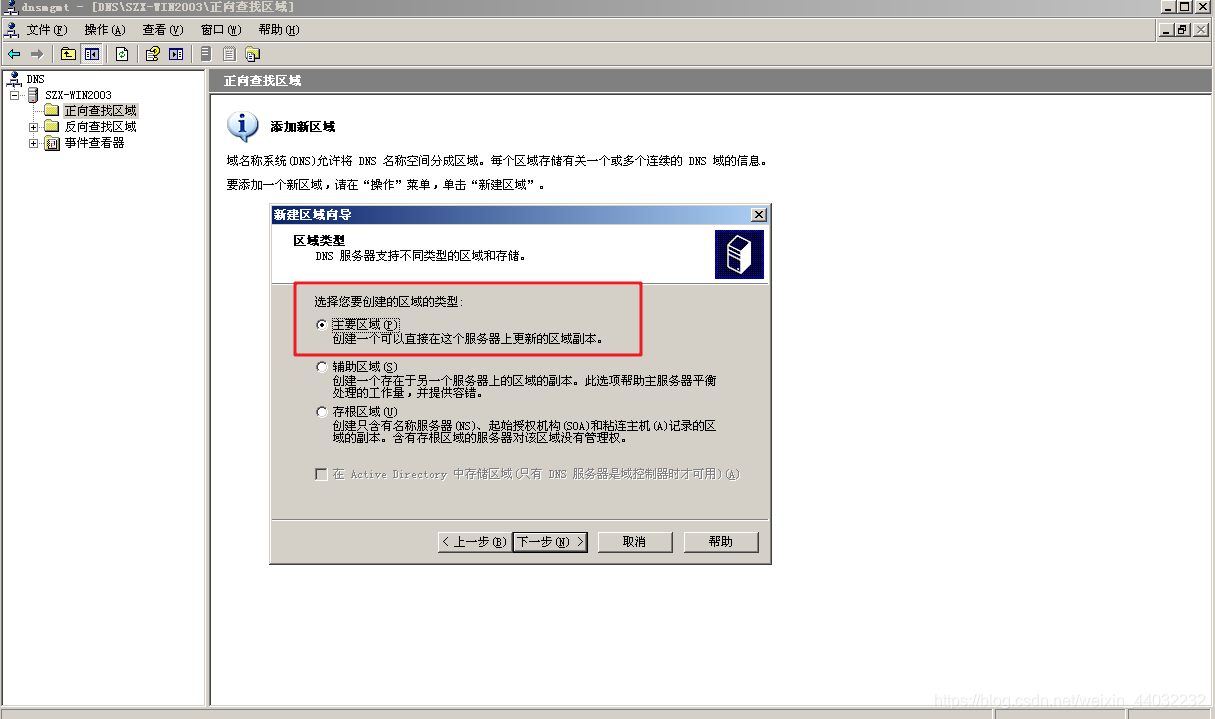 dnsmgmt - [DNS\SZX-WIN2003\正向查找区域]
文件(F) 操作(A) 查看(V) 窗口(W) 帮助(H)
DNS
SZX-WIN2003
正向查找区域
反向查找区域
事件查看器
正向查找区域
添加新区域
域名称系统(DNS)允许将 DNS 名称空间分成区域。每个区域存储有关一个或多个连续的 DNS 域的信息。
要添加一个新区域，请在“操作”菜单，单击“新建区域”。
新建区域向导
区域类型
DNS 服务器支持不同类型的区域和存储。
选择您要创建的区域的类型:
主要区域(P)
创建一个可以直接在这个服务器上更新的区域副本。
辅助区域(S)
创建一个存在于另一个服务器上的区域的副本。此选项帮助主服务器平衡
处理的工作量，并提供容错。
存根区域(U)
创建只含有名称服务器(NS)、起始授权机构(SOA)和粘连主机(A)记录的区
域的副本。含有存根区域的服务器对该区域没有管理权。
在 Active Directory 中存储区域(只有 DNS 服务器是域控制器时才可用)(A)
< 上一步(B) 下一步(N) > 取消 帮助
https://blog.csdn.net/weixin_44032232